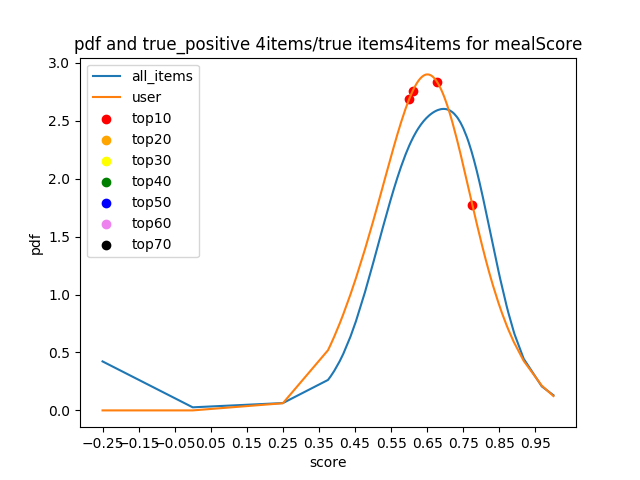 pdf and true_positive 4items/true items4items for mealScore
all_items
user
top10
top20
top30
top40
top50
top60
top70
3.0
2.5
2.0
1.5
1.0
0.5
0.0
pdf
−0.25 −0.15 −0.05 0.05 0.15 0.25 0.35 0.45 0.55 0.65 0.75 0.85 0.95
score